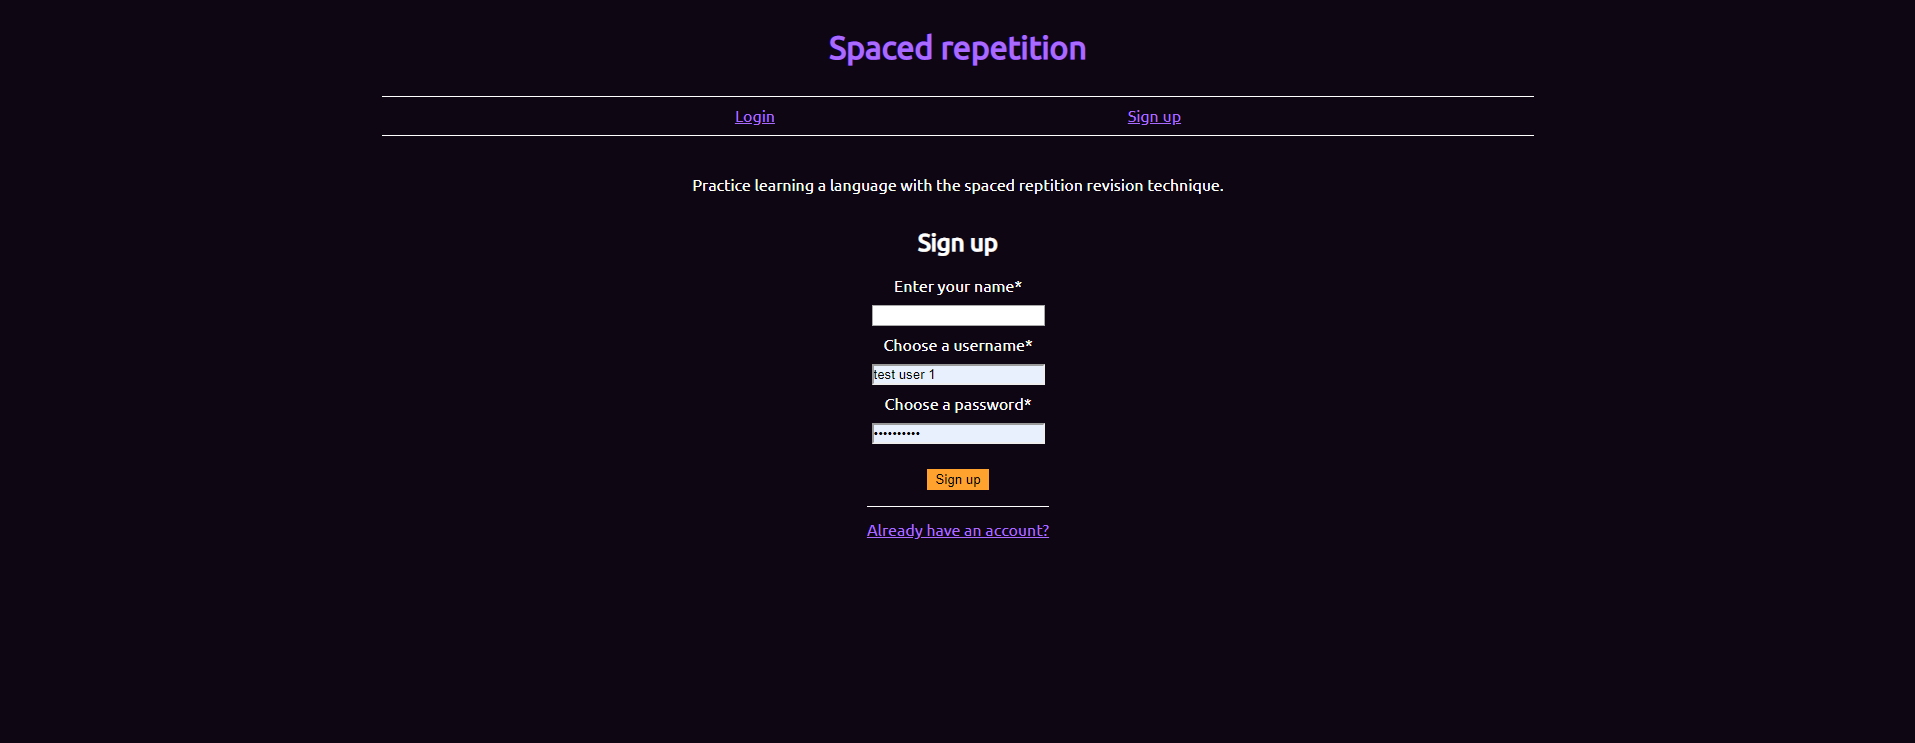 Spaced repetition
Login Sign up
Practice learning a language with the spaced reptition revision technique.
Sign up
Enter your name*
Choose a username*
test user 1
Choose a password*
••••••••••
Sign up
Already have an account?